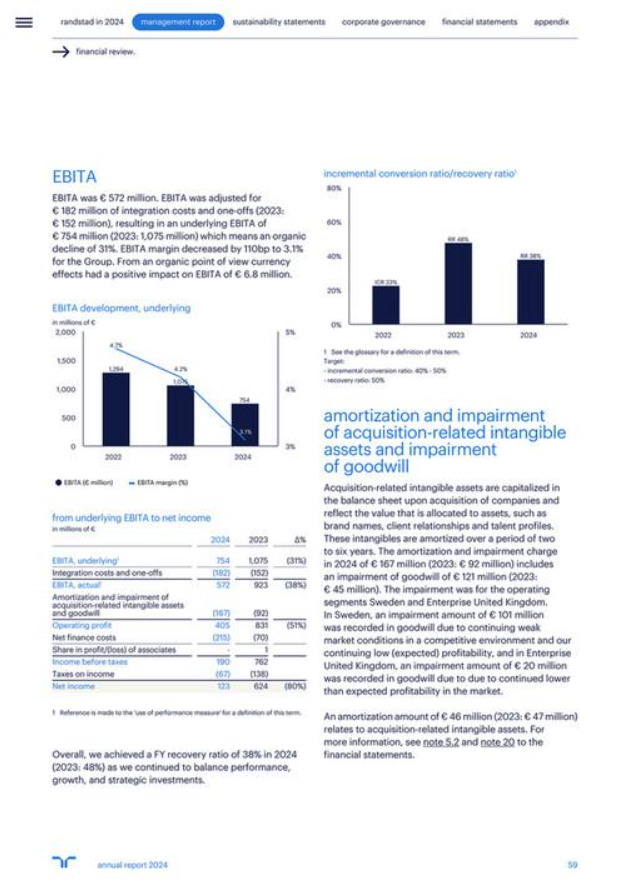 randstad in 2024 management report sustainability statements corporate governance financial statements appendix
financial review.
EBITA
EBITA was € 572 million. EBITA was adjusted for
€ 182 million of integration costs and one-offs (2023:
€ 152 million), resulting in an underlying EBITA of
€ 754 million (2023: 1,075 million) which means an organic
decline of 31%. EBITA margin decreased by 110bp to 3.1%
for the Group. From an organic point of view currency
effects had a positive impact on EBITA of € 6.8 million.
EBITA development, underlying
in millions of €
2,000 5%
4.7%
1,500
1,284 4.2%
1,075
1,000 4%
754
500
3.1%
0 3%
2022 2023 2024
EBITA (€ million) EBITA margin (%)
from underlying EBITA to net income
in millions of €
2024 2023 Δ%
EBITA, underlying¹ 754 1,075 (31%)
Integration costs and one-offs (182) (152)
EBITA, actual¹ 572 923 (38%)
Amortization and impairment of
acquisition-related intangible assets
and goodwill (167) (92)
Operating profit 405 831 (51%)
Net finance costs (215) (70)
Share in profit/(loss) of associates - 1
Income before taxes 190 762
Taxes on income (67) (138)
Net income 123 624 (80%)
1 Reference is made to the 'use of performance measure' for a definition of this term.
Overall, we achieved a FY recovery ratio of 38% in 2024
(2023: 48%) as we continued to balance performance,
growth, and strategic investments.
incremental conversion ratio/recovery ratio¹
80%
60%
RR 48%
40%
RR 38%
ICR 23%
20%
0%
2022 2023 2024
1 See the glossary for a definition of this term.
Target:
- incremental conversion ratio: 40% - 50%
- recovery ratio: 50%
amortization and impairment
of acquisition-related intangible
assets and impairment
of goodwill
Acquisition-related intangible assets are capitalized in
the balance sheet upon acquisition of companies and
reflect the value that is allocated to assets, such as
brand names, client relationships and talent profiles.
These intangibles are amortized over a period of two
to six years. The amortization and impairment charge
in 2024 of € 167 million (2023: € 92 million) includes
an impairment of goodwill of € 121 million (2023:
€ 45 million). The impairment was for the operating
segments Sweden and Enterprise United Kingdom.
In Sweden, an impairment amount of € 101 million
was recorded in goodwill due to continuing weak
market conditions in a competitive environment and our
continuing low (expected) profitability, and in Enterprise
United Kingdom, an impairment amount of € 20 million
was recorded in goodwill due to due to continued lower
than expected profitability in the market.
An amortization amount of € 46 million (2023: € 47 million)
relates to acquisition-related intangible assets. For
more information, see note 5.2 and note 20 to the
financial statements.
annual report 2024 59